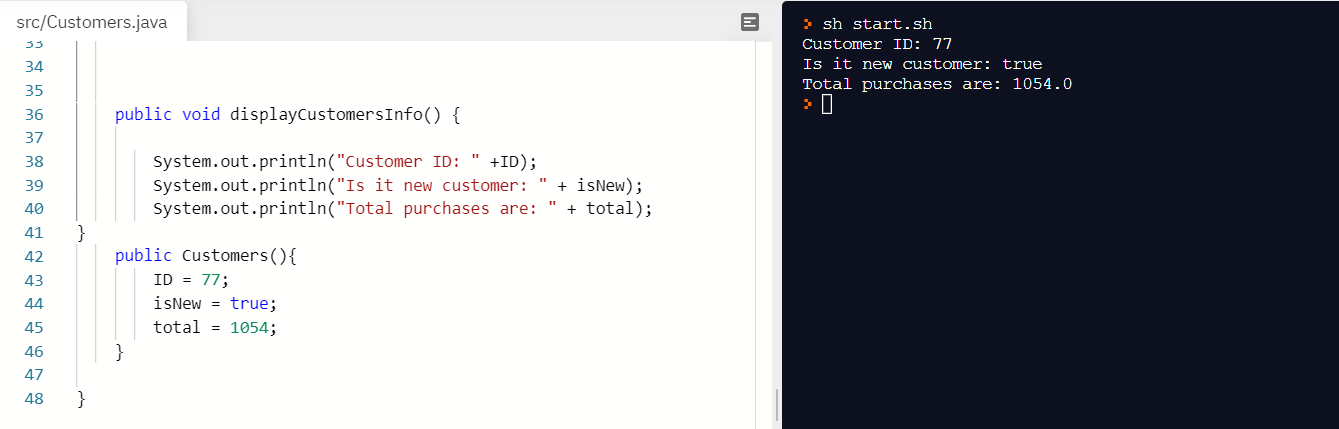 src/Customers.java
33
34
35
36 public void displayCustomersInfo() {
37
38 System.out.println("Customer ID: " +ID);
39 System.out.println("Is it new customer: " + isNew);
40 System.out.println("Total purchases are: " + total);
41 }
42 public Customers(){
43 ID = 77;
44 isNew = true;
45 total = 1054;
46 }
47
48 }
> sh start.sh
Customer ID: 77
Is it new customer: true
Total purchases are: 1054.0
>